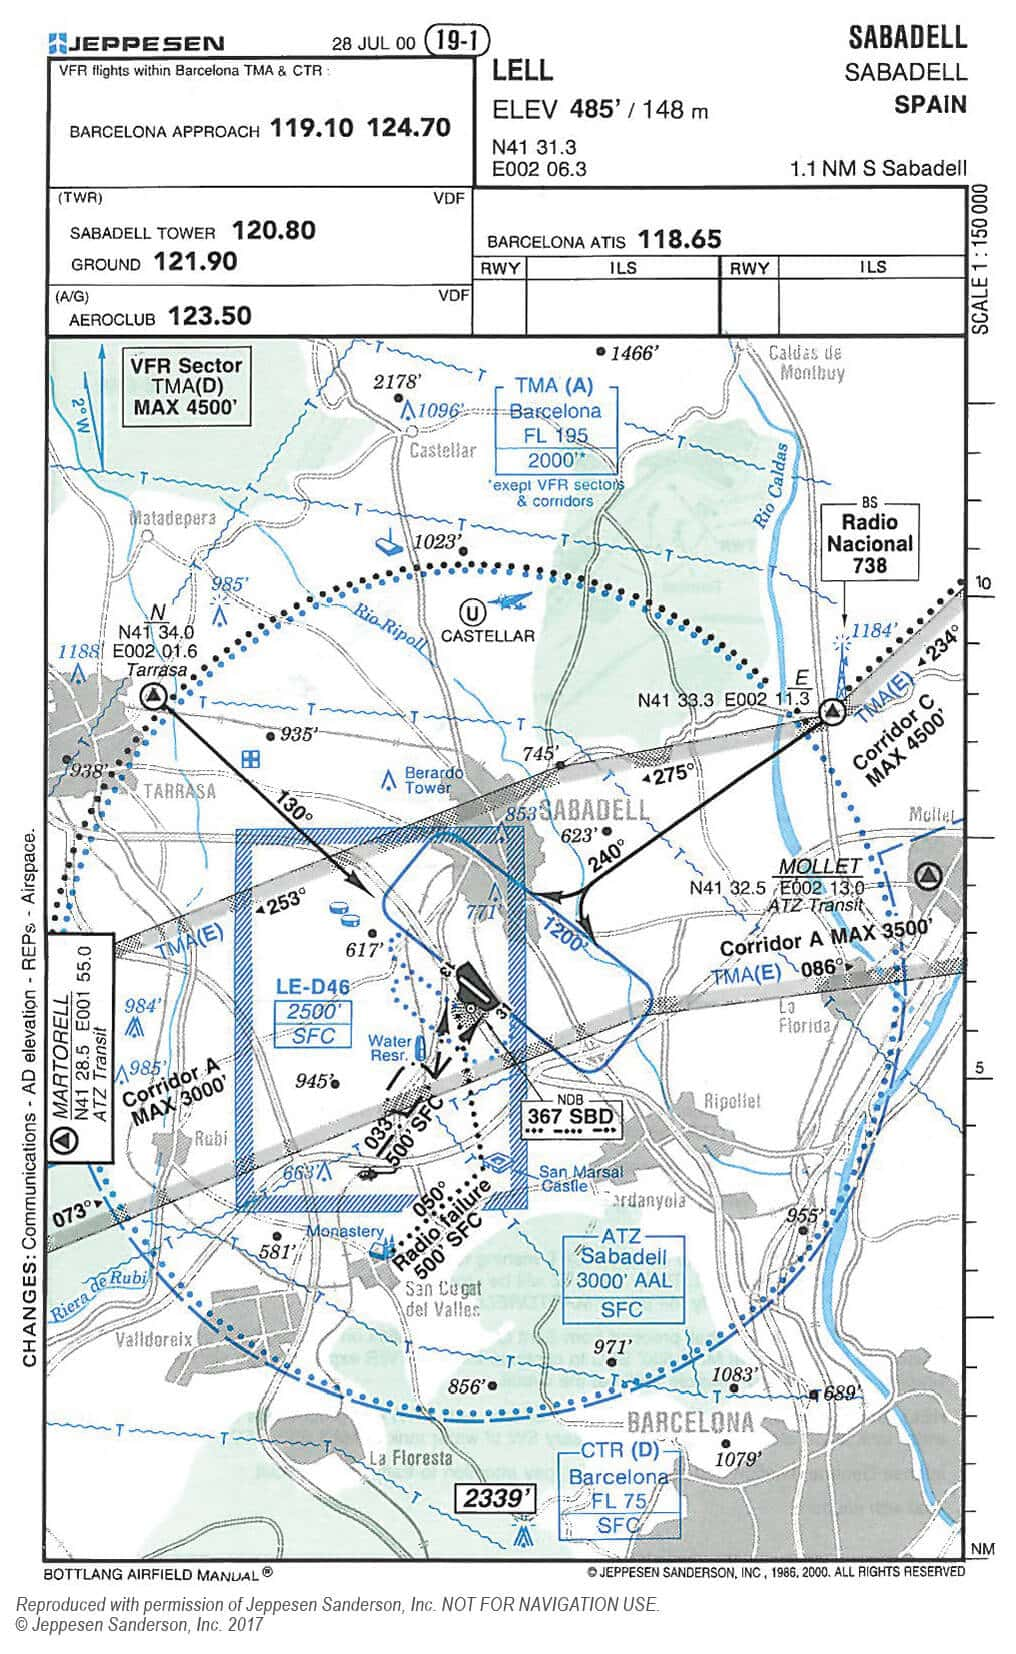 JEPPESEN 28 JUL 00 19-1
SABADELL
SABADELL
SPAIN
LELL
ELEV 485' / 148 m
N41 31.3
E002 06.3
1.1 NM S Sabadell
VFR flights within Barcelona TMA & CTR :
BARCELONA APPROACH 119.10 124.70
(TWR) VDF
SABADELL TOWER 120.80
GROUND 121.90
(A/G) VDF
AEROCLUB 123.50
BARCELONA ATIS 118.65
RWY ILS RWY ILS
SCALE 1 : 150 000
VFR Sector
TMA(D)
MAX 4500'
2°W
1466'
Caldas de
Montbuy
2178'
1096'
Castellar
TMA (A)
Barcelona
FL 195
2000'*
*exept VFR sectors
& corridors
Rio Caldas
BS
Radio
Nacional
738
Matadepera
1023'
985'
Rio Ripoll
U
CASTELLAR
10
N
N41 34.0
E002 01.6
Tarrasa
1188'
1184'
234°
E
N41 33.3 E002 11.3
TMA(E)
Corridor C
MAX 4500'
935'
745'
275°
938'
TARRASA
Berardo
Tower
130°
853'
SABADELL
623'
240°
Mollet
MOLLET
N41 32.5 E002 13.0
ATZ Transit
771'
253°
TMA(E)
617'
1200'
Corridor A MAX 3500'
TMA(E) 086°
MARTORELL
N41 28.5 E001 55.0
ATZ Transit
LE-D46
2500'
SFC
13
31
La
Florida
984'
985'
Water
Resr.
Corridor A
MAX 3000'
945'
5
NDB
367 SBD
Ripollet
Rubi
033°
500' SFC
663'
San Marsal
Castle
ardanyola
073°
050°
Radio failure
500' SFC
Monastery
581'
955'
ATZ
Sabadell
3000' AAL
SFC
Riera de Rubi
San Cugat
del Valles
Valldoreix
971'
856'
1083'
689'
BARCELONA
La Floresta
1079'
CTR (D)
Barcelona
FL 75
SFC
2339'
NM
CHANGES: Communications - AD elevation - REPs - Airspace.
BOTTLANG AIRFIELD MANUAL®
© JEPPESEN SANDERSON, INC , 1986, 2000. ALL RIGHTS RESERVED
Reproduced with permission of Jeppesen Sanderson, Inc. NOT FOR NAVIGATION USE.
© Jeppesen Sanderson, Inc. 2017